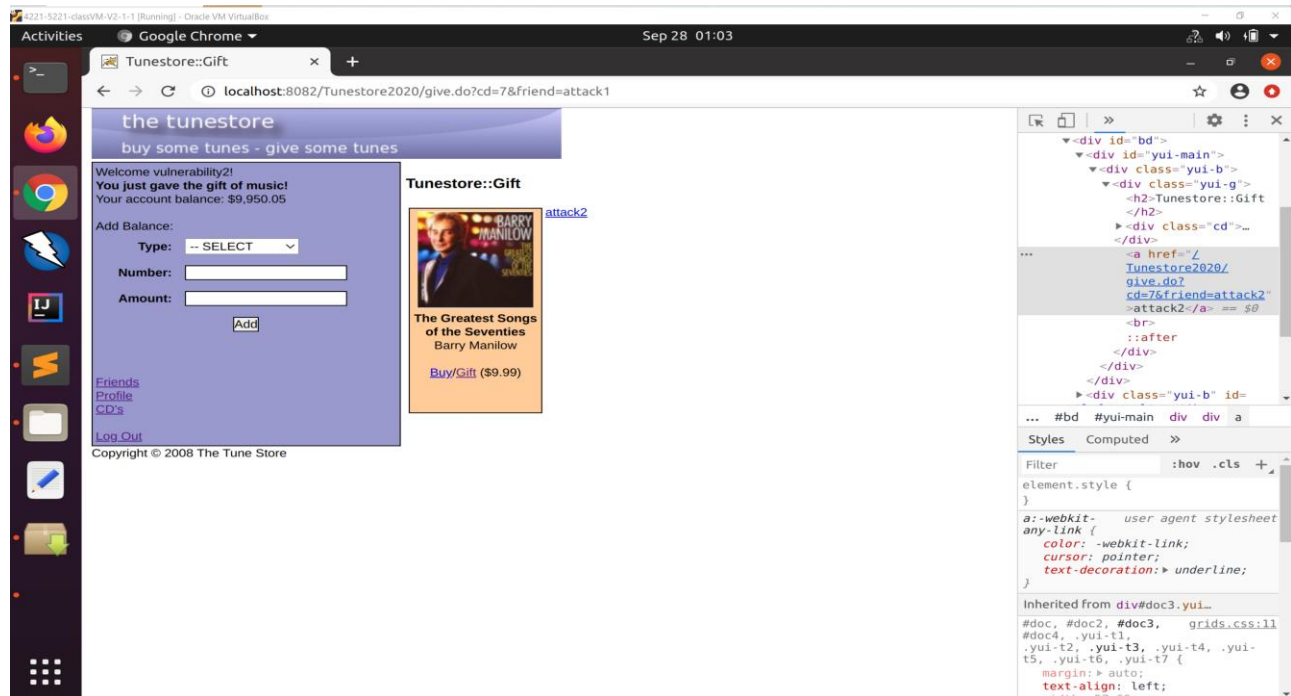 4221-5221-classVM-V2-1-1 [Running] - Oracle VM VirtualBox
Activities Google Chrome Sep 28 01:03
Tunestore::Gift
localhost:8082/Tunestore2020/give.do?cd=7&friend=attack1
the tunestore
buy some tunes - give some tunes
Welcome vulnerability2!
You just gave the gift of music!
Your account balance: $9,950.05
Add Balance:
Type: -- SELECT
Number:
Amount:
Add
Friends
Profile
CD's
Log Out
Copyright © 2008 The Tune Store
Tunestore::Gift
attack2
BARRY
MANILOW
The Greatest Songs
of the Seventies
Barry Manilow
Buy/Gift ($9.99)
<div id="bd">
<div id="yui-main">
<div class="yui-b">
<div class="yui-g">
<h2>Tunestore::Gift
</h2>
<div class="cd">…
</div>
<a href="/
Tunestore2020/
give.do?
cd=7&friend=attack2"
>attack2</a> == $0
<br>
::after
</div>
</div>
</div>
<div class="yui-b" id=
... #bd #yui-main div div a
Styles Computed »
Filter :hov .cls +
element.style {
}
a:-webkit- user agent stylesheet
any-link {
color: -webkit-link;
cursor: pointer;
text-decoration: underline;
}
Inherited from div#doc3.yui…
#doc, #doc2, #doc3, grids.css:11
#doc4, .yui-t1,
.yui-t2, .yui-t3, .yui-t4, .yui-
t5, .yui-t6, .yui-t7 {
margin: auto;
text-align: left;